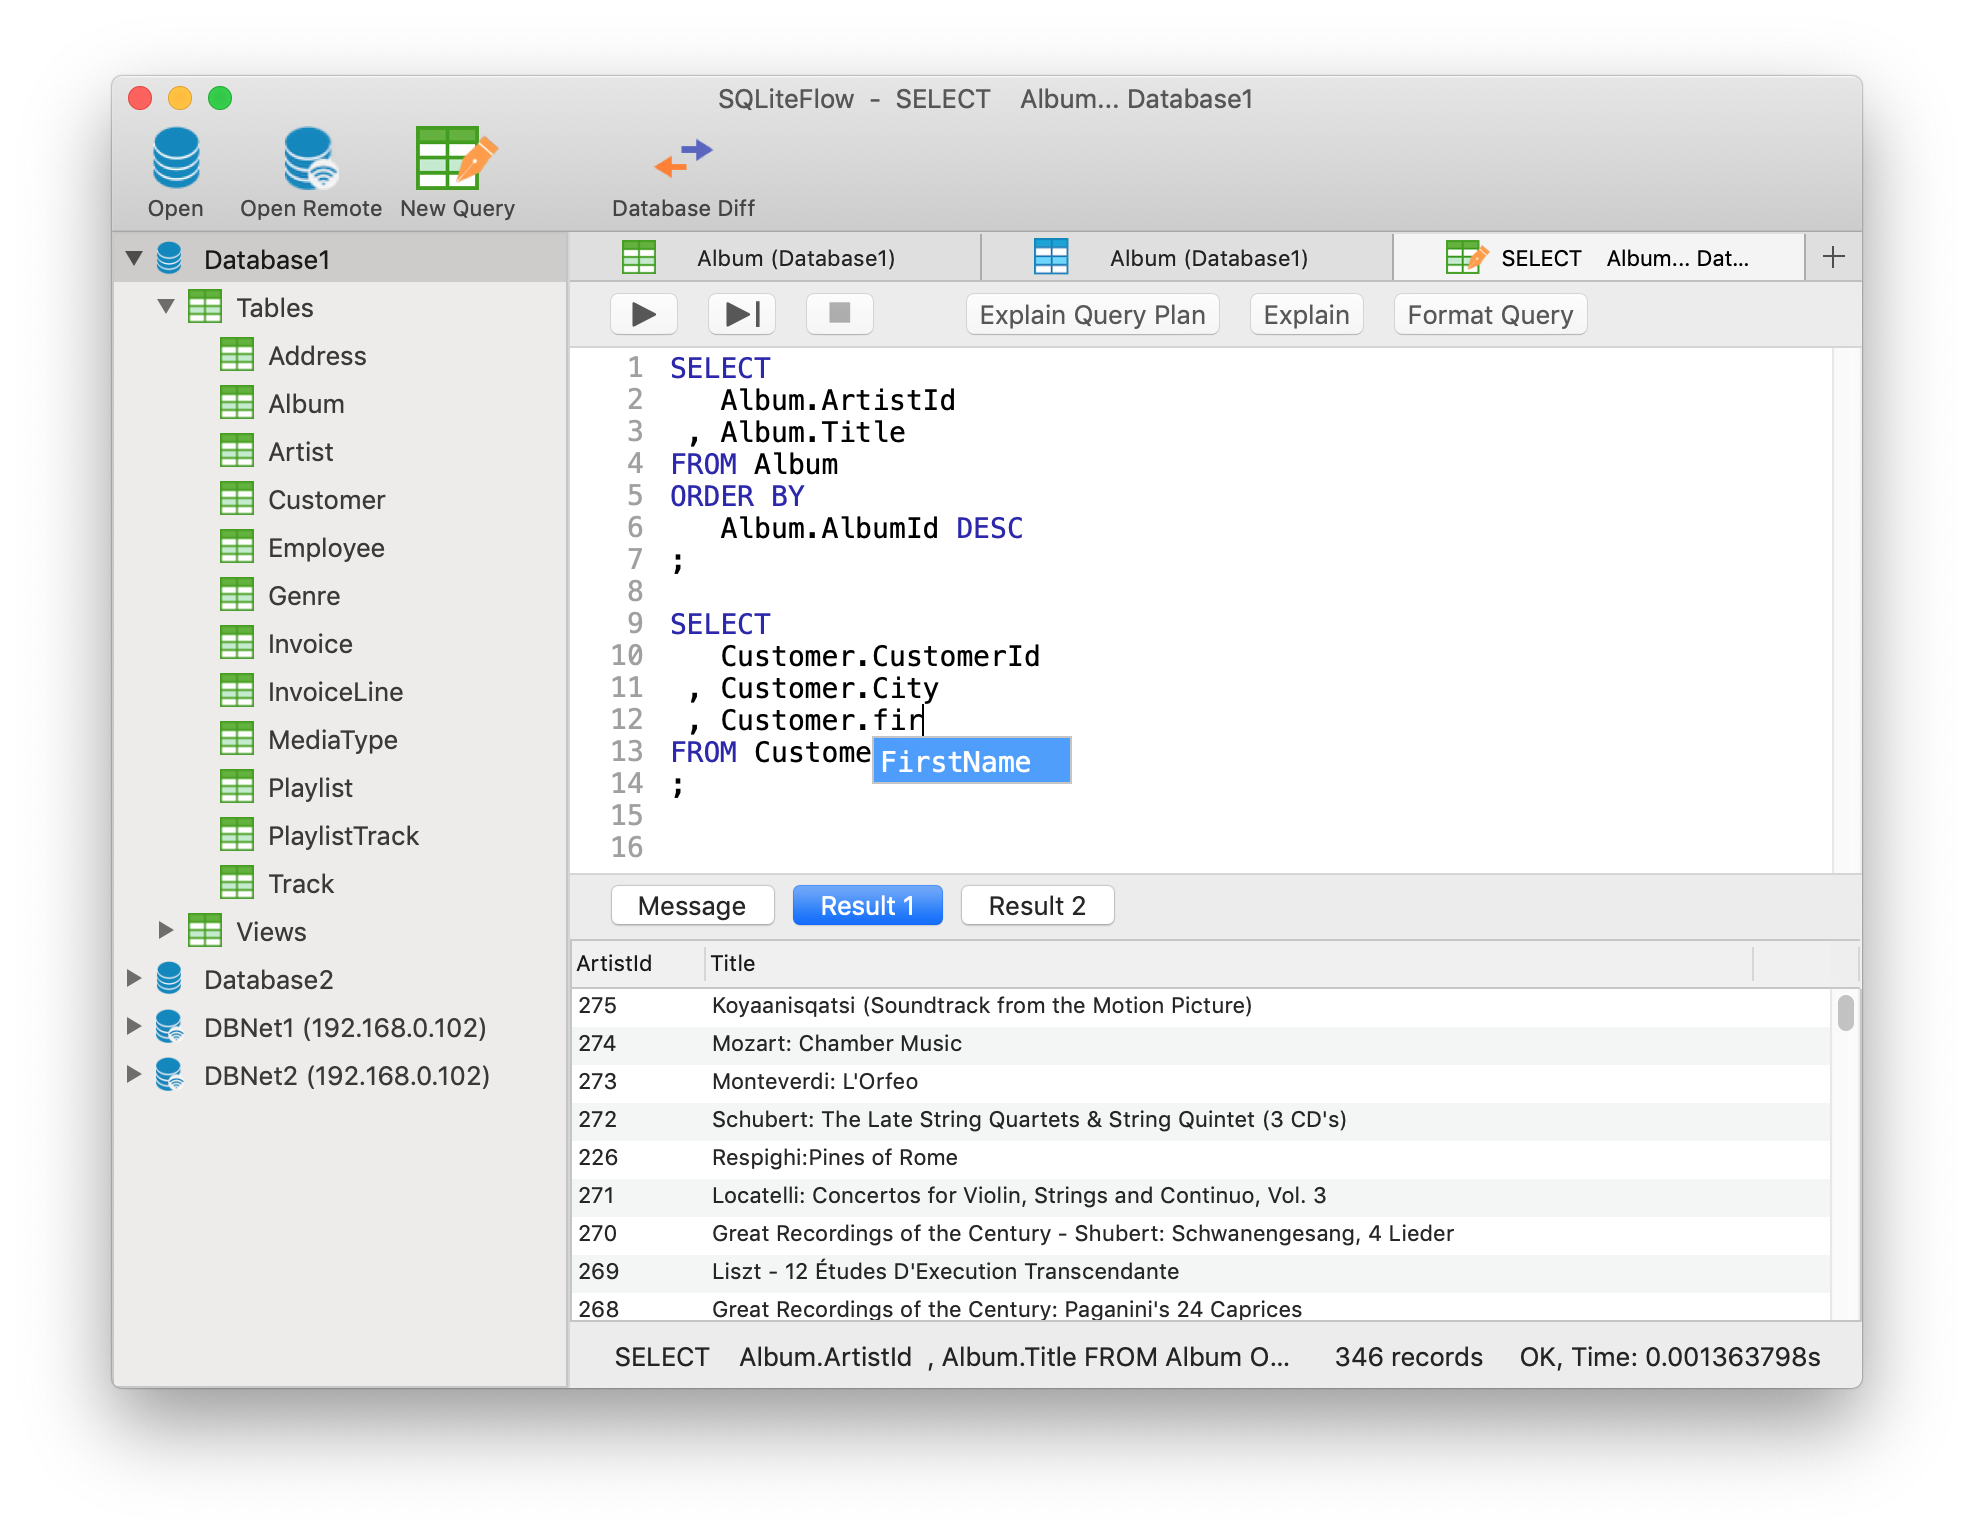 SQLiteFlow - SELECT Album... Database1
Open
Open Remote
New Query
Database Diff
Database1
Tables
Address
Album
Artist
Customer
Employee
Genre
Invoice
InvoiceLine
MediaType
Playlist
PlaylistTrack
Track
Views
Database2
DBNet1 (192.168.0.102)
DBNet2 (192.168.0.102)
Album (Database1)
Album (Database1)
SELECT Album... Dat...
Explain Query Plan
Explain
Format Query
1 SELECT
2 Album.ArtistId
3 , Album.Title
4 FROM Album
5 ORDER BY
6 Album.AlbumId DESC
7 ;
8
9 SELECT
10 Customer.CustomerId
11 , Customer.City
12 , Customer.fir
13 FROM Custome
FirstName
14 ;
15
16
Message
Result 1
Result 2
ArtistId Title
275 Koyaanisqatsi (Soundtrack from the Motion Picture)
274 Mozart: Chamber Music
273 Monteverdi: L'Orfeo
272 Schubert: The Late String Quartets & String Quintet (3 CD's)
226 Respighi:Pines of Rome
271 Locatelli: Concertos for Violin, Strings and Continuo, Vol. 3
270 Great Recordings of the Century - Shubert: Schwanengesang, 4 Lieder
269 Liszt - 12 Études D'Execution Transcendante
268 Great Recordings of the Century: Paganini's 24 Caprices
SELECT Album.ArtistId , Album.Title FROM Album O... 346 records OK, Time: 0.001363798s